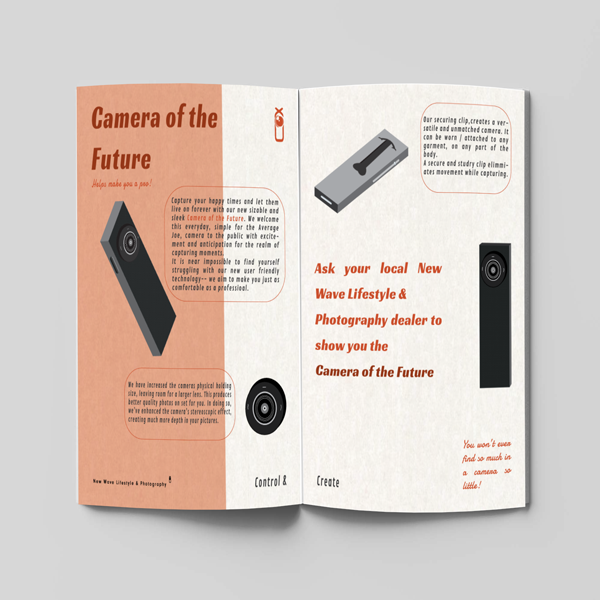 Camera of the
Future
Helps make you a pro!
Capture your happy times and let them
live on forever with our new sizable and
sleek Camera of the Future. We welcome
this everyday, simple for the Average
Joe, camera to the public with excite-
ment and anticipation for the realm of
capturing moments.
It is near impossible to find yourself
struggling with our new user friendly
technology-- we aim to make you just as
comfortable as a professional.
We have increased the cameras physical holding
size, leaving room for a larger lens. This produces
better quality photos on set for you. In doing so,
we've enhanced the camera's stereoscopic effect,
creating much more depth in your pictures.
New Wave Lifestyle & Photography
Control &
Our securing clip,creates a ver-
satile and unmatched camera. It
can be worn / attached to any
garment, on any part of the
body.
A secure and studry clip elimmi-
ates movement while capturing.
Ask your local New
Wave Lifestyle &
Photography dealer to
show you the
Camera of the Future
You won't ever
find so much in
a camera so
little!
Create